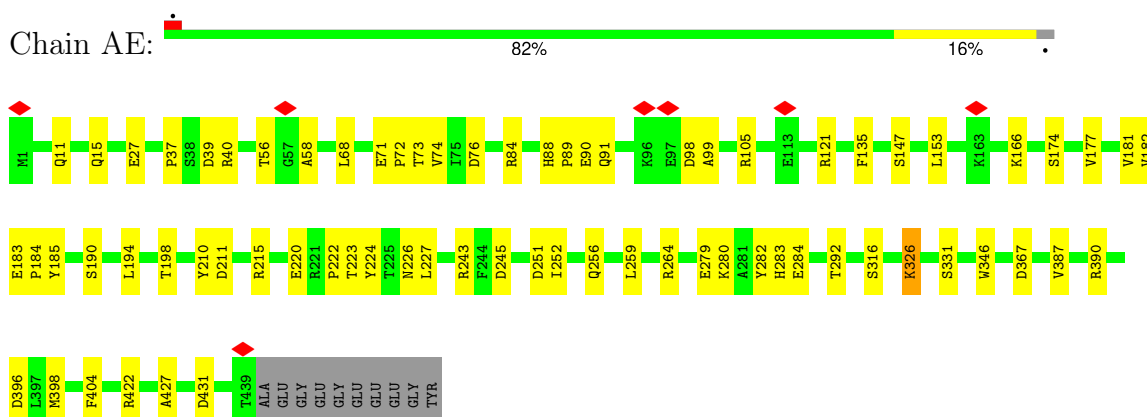 Chain AE:
82% 16%
M1 Q11 Q15 E27 P37 S38 D39 R40 T56 G57 A58 L68 E71 P72 T73 V74 I75 D76 R84 H88 P89 E90 Q91 K96 E97 D98 A99 R105 E113 R121 F135 S147 L153 K163 K166 S174 V177 V181
E183 P184 Y185 S190 L194 T198 Y210 D211 R215 E220 R221 P222 T223 Y224 T225 N226 L227 R243 F244 D245 D251 I252 Q256 L259 R264 E279 K280 A281 Y282 H283 E284 T292 S316 K326 S331 W346 D367 V387 R390
D396 L397 M398 F404 R422 A427 D431 T439 ALA GLU GLY GLU GLY GLU GLU GLU GLY TYR